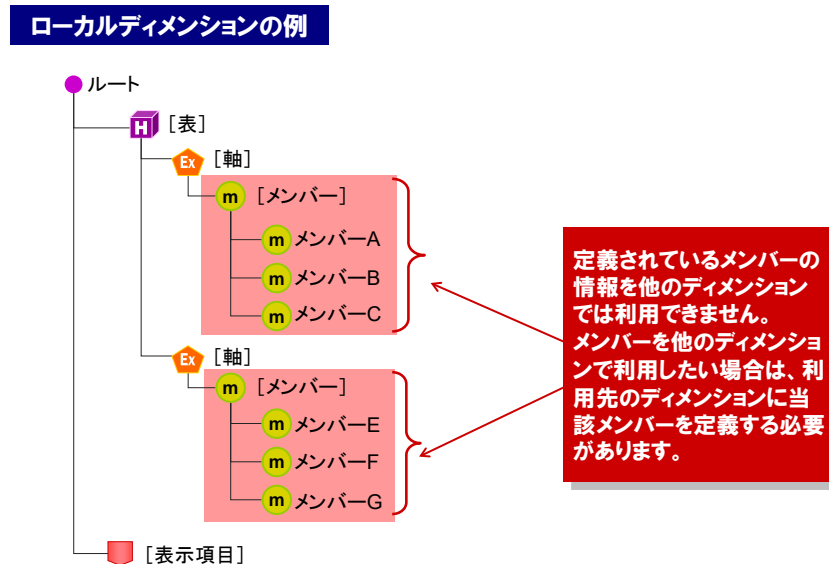 ローカルディメンションの例
ルート
H [表]
Ex [軸]
m [メンバー]
m メンバーA
m メンバーB
m メンバーC
Ex [軸]
m [メンバー]
m メンバーE
m メンバーF
m メンバーG
[表示項目]
定義されているメンバーの
情報を他のディメンション
では利用できません。
メンバーを他のディメンショ
ンで利用したい場合は、利
用先のディメンションに当
該メンバーを定義する必要
があります。